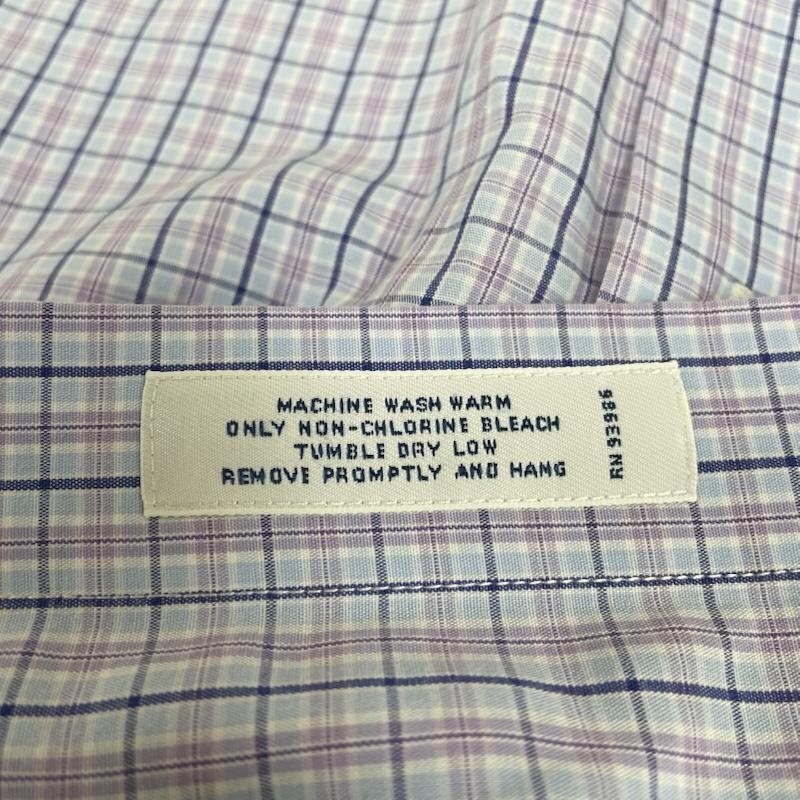 MACHINE WASH WARM
ONLY NON-CHLORINE BLEACH
TUMBLE DRY LOW
REMOVE PROMPTLY AND HANG
RN 93986